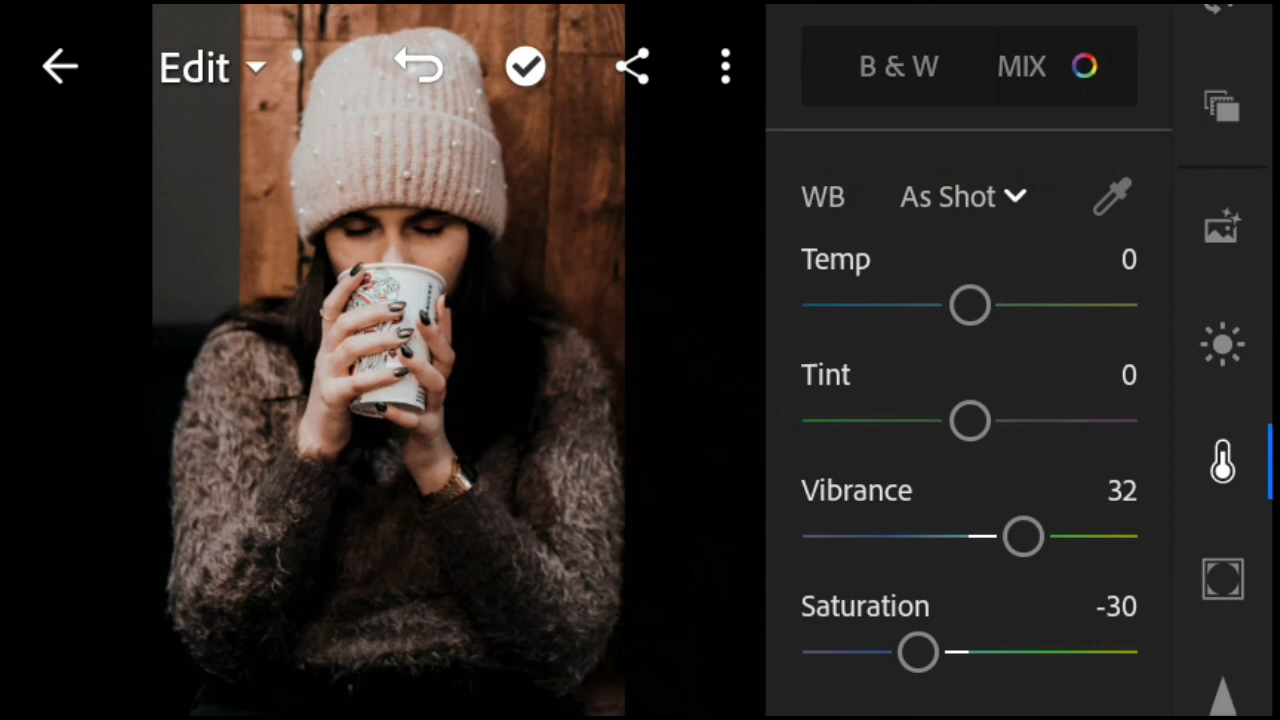 Edit
B & W MIX
WB As Shot
Temp 0
Tint 0
Vibrance 32
Saturation -30